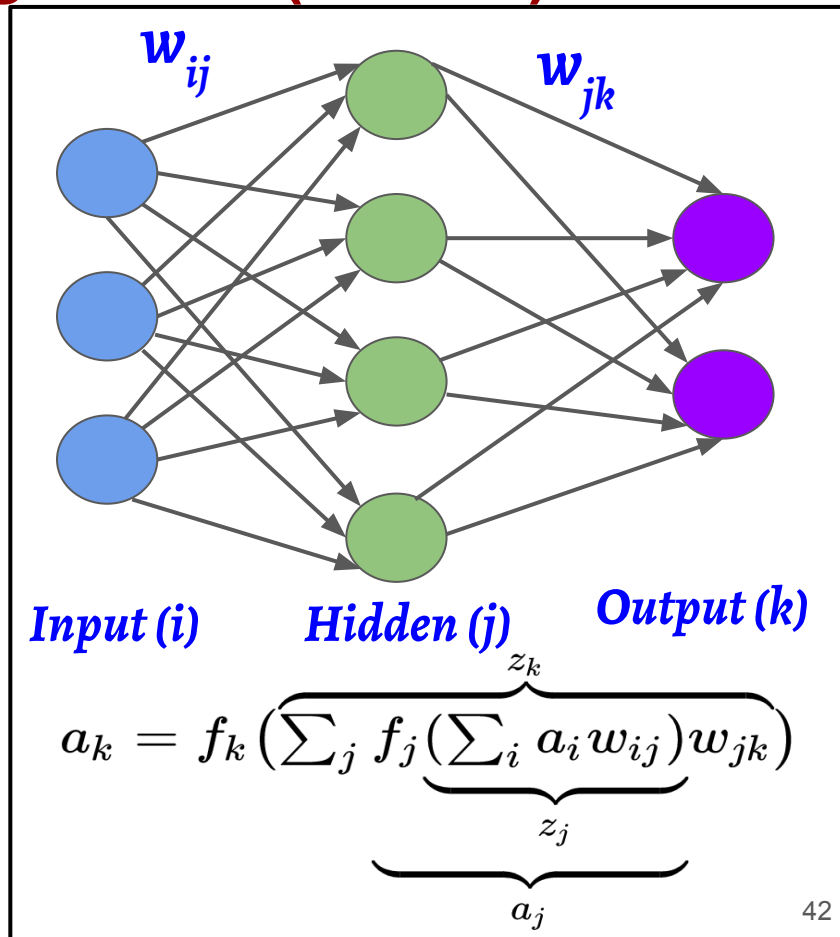 w_ij w_jk
Input (i) Hidden (j) Output (k)
z_k
a_k = f_k(∑_j f_j(∑_i a_i w_ij)w_jk)
z_j
a_j
42